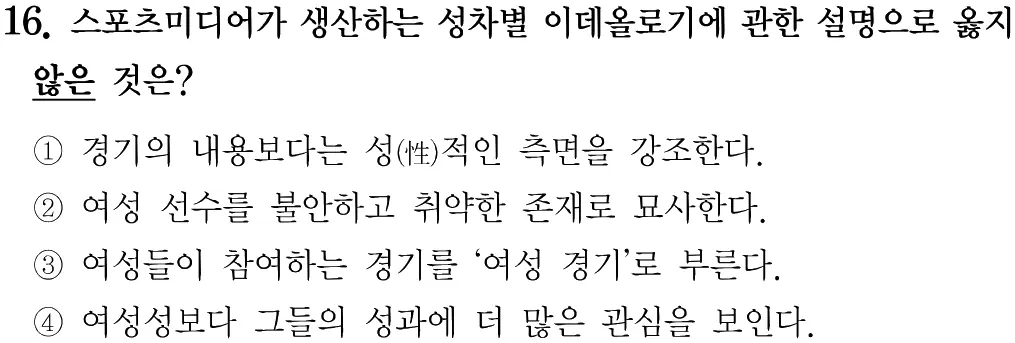 16. 스포츠미디어가 생산하는 성차별 이데올로기에 관한 설명으로 옳지
않은 것은?
① 경기의 내용보다는 성(性)적인 측면을 강조한다.
② 여성 선수를 불안하고 취약한 존재로 묘사한다.
③ 여성들이 참여하는 경기를 ‘여성 경기’로 부른다.
④ 여성성보다 그들의 성과에 더 많은 관심을 보인다.